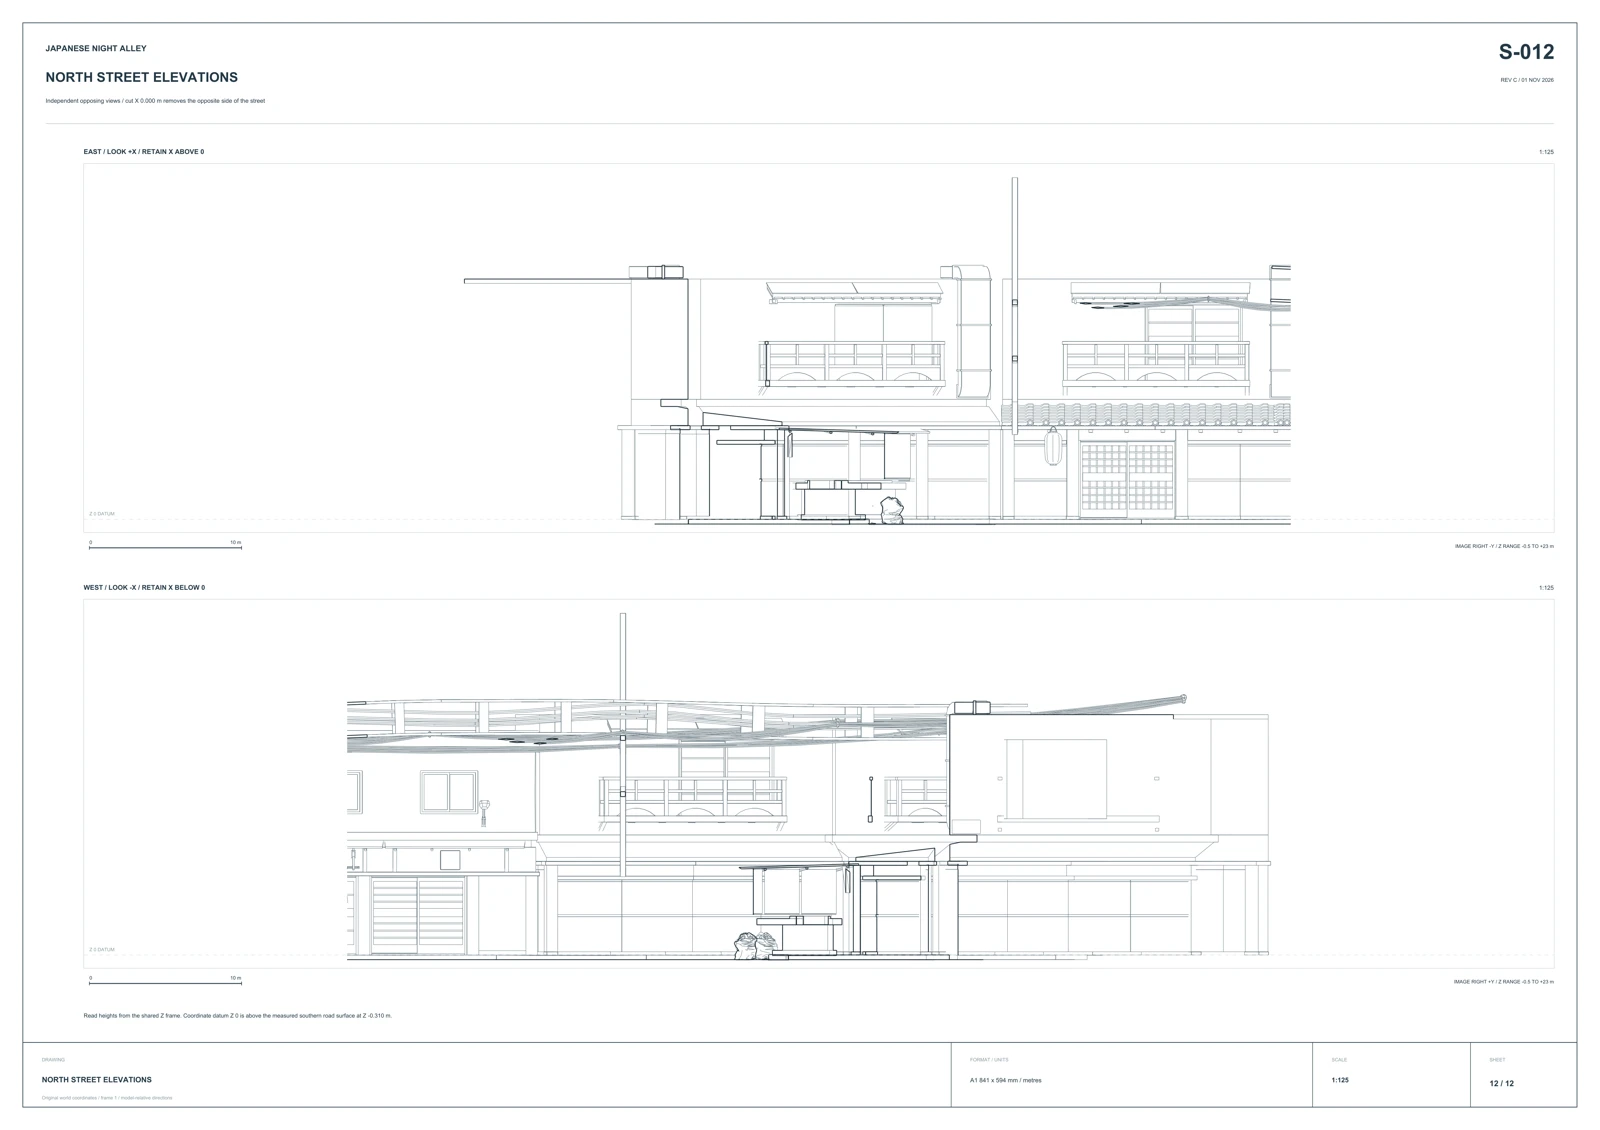 JAPANESE NIGHT ALLEY
S-012
NORTH STREET ELEVATIONS
REV C / 01 NOV 2026
Independent opposing views / cut X 0.000 m removes the opposite side of the street
EAST / LOOK +X / RETAIN X ABOVE 0
1:125
Z 0 DATUM
0
10 m
IMAGE RIGHT -Y / Z RANGE -0.5 TO +23 m
WEST / LOOK -X / RETAIN X BELOW 0
1:125
Z 0 DATUM
0
10 m
IMAGE RIGHT +Y / Z RANGE -0.5 TO +23 m
Read heights from the shared Z frame. Coordinate datum Z 0 is above the measured southern road surface at Z -0.310 m.
DRAWING
NORTH STREET ELEVATIONS
Original world coordinates / frame 1 / model-relative directions
FORMAT / UNITS
A1 841 x 594 mm / metres
SCALE
1:125
SHEET
12 / 12